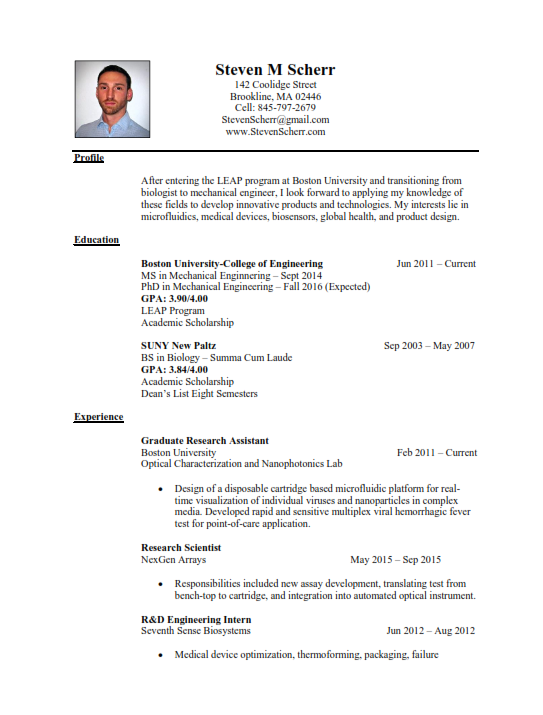 Steven M Scherr
142 Coolidge Street
Brookline, MA 02446
Cell: 845-797-2679
StevenScherr@gmail.com
www.StevenScherr.com
Profile
After entering the LEAP program at Boston University and transitioning from
biologist to mechanical engineer, I look forward to applying my knowledge of
these fields to develop innovative products and technologies. My interests lie in
microfluidics, medical devices, biosensors, global health, and product design.
Education
Boston University-College of Engineering Jun 2011 – Current
MS in Mechanical Enginnering – Sept 2014
PhD in Mechanical Engineering – Fall 2016 (Expected)
GPA: 3.90/4.00
LEAP Program
Academic Scholarship
SUNY New Paltz Sep 2003 – May 2007
BS in Biology – Summa Cum Laude
GPA: 3.84/4.00
Academic Scholarship
Dean's List Eight Semesters
Experience
Graduate Research Assistant
Boston University Feb 2011 – Current
Optical Characterization and Nanophotonics Lab
• Design of a disposable cartridge based microfluidic platform for real-
time visualization of individual viruses and nanoparticles in complex
media. Developed rapid and sensitive multiplex viral hemorrhagic fever
test for point-of-care application.
Research Scientist
NexGen Arrays May 2015 – Sep 2015
• Responsibilities included new assay development, translating test from
bench-top to cartridge, and integration into automated optical instrument.
R&D Engineering Intern
Seventh Sense Biosystems Jun 2012 – Aug 2012
• Medical device optimization, thermoforming, packaging, failure